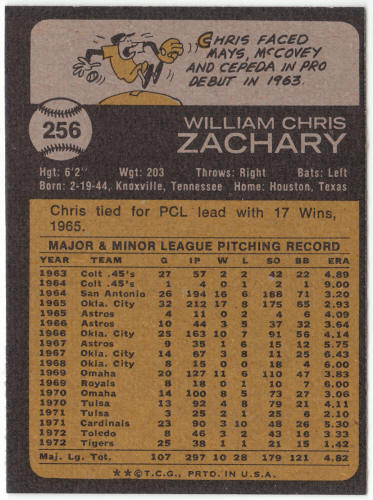 CHRIS FACED
MAYS, McCOVEY
AND CEPEDA IN PRO
DEBUT IN 1963.
256
WILLIAM CHRIS
ZACHARY
Hgt: 6'2" Wgt: 203 Throws: Right Bats: Left
Born: 2-19-44, Knoxville, Tennessee Home: Houston, Texas
Chris tied for PCL lead with 17 Wins,
1965.
MAJOR & MINOR LEAGUE PITCHING RECORD
YEAR TEAM G IP W L SO BB ERA
1963 Colt .45's 27 57 2 2 42 22 4.89
1964 Colt .45's 1 4 0 1 2 1 9.00
1964 San Antonio 26 194 16 6 168 71 3.20
1965 Okla. City 32 212 17 8 175 65 2.93
1965 Astros 4 11 0 2 4 6 4.09
1966 Astros 10 44 3 5 37 32 3.64
1966 Okla. City 25 163 10 7 91 56 4.14
1967 Astros 9 35 1 6 15 12 5.75
1967 Okla. City 14 67 3 8 11 25 6.43
1968 Okla. City 8 15 0 0 18 4 6.00
1969 Omaha 20 127 11 6 110 47 3.83
1969 Royals 8 18 0 1 10 7 6.00
1970 Omaha 14 100 8 5 73 27 3.06
1970 Tulsa 13 92 4 8 79 21 4.11
1971 Tulsa 3 25 2 0 6 5 2.10
1971 Cardinals 23 90 3 10 48 26 5.30
1972 Toledo 8 46 3 2 43 16 3.33
1972 Tigers 25 38 1 1 21 15 1.42
Maj. Lg. Tot. 107 297 10 28 179 121 4.82
**©T.C.G., PRTD. IN U.S.A.